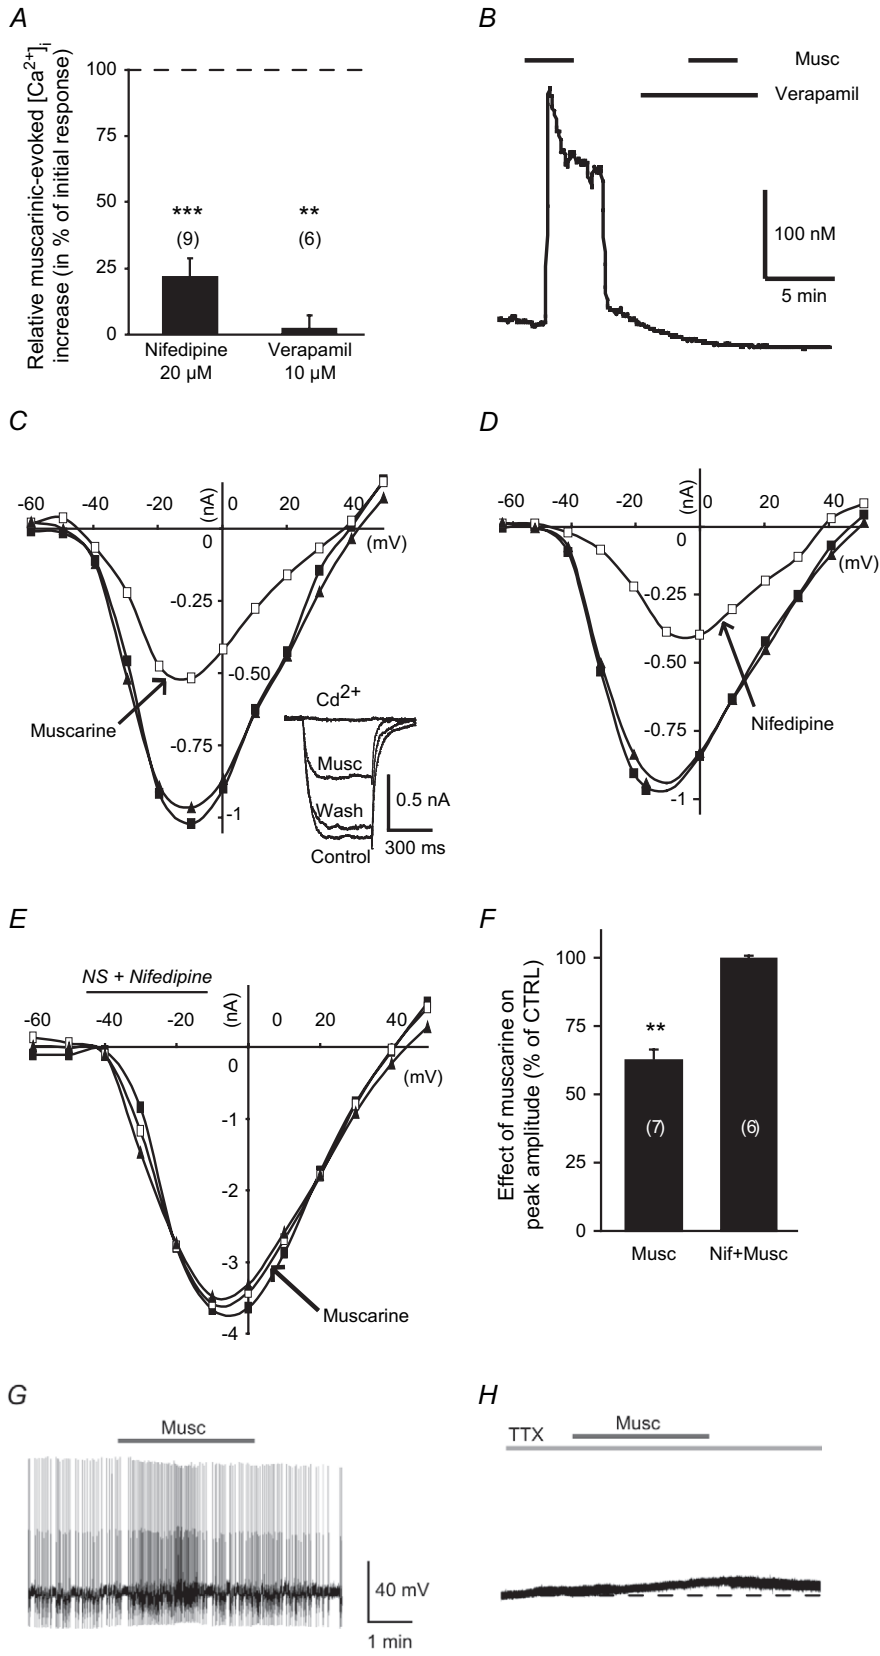 A
Relative muscarinic-evoked [Ca2+]i
increase (in % of initial response)
100
75
50
25
0
***
(9)
**
(6)
Nifedipine
20 µM
Verapamil
10 µM
B
Musc
Verapamil
100 nM
5 min
C
-60
-40
-20
(nA)
0
20
40
(mV)
0
-0.25
-0.50
-0.75
-1
Muscarine
Cd2+
Musc
Wash
Control
0.5 nA
300 ms
D
-60
-40
-20
(nA)
0
20
40
(mV)
0
-0.25
-0.50
-0.75
-1
Nifedipine
E
NS + Nifedipine
-60
-40
-20
(nA)
0
20
40
(mV)
0
-1
-2
-3
-4
Muscarine
F
Effect of muscarine on
peak amplitude (% of CTRL)
100
75
50
25
0
**
(7)
(6)
Musc
Nif+Musc
G
Musc
40 mV
1 min
H
TTX
Musc